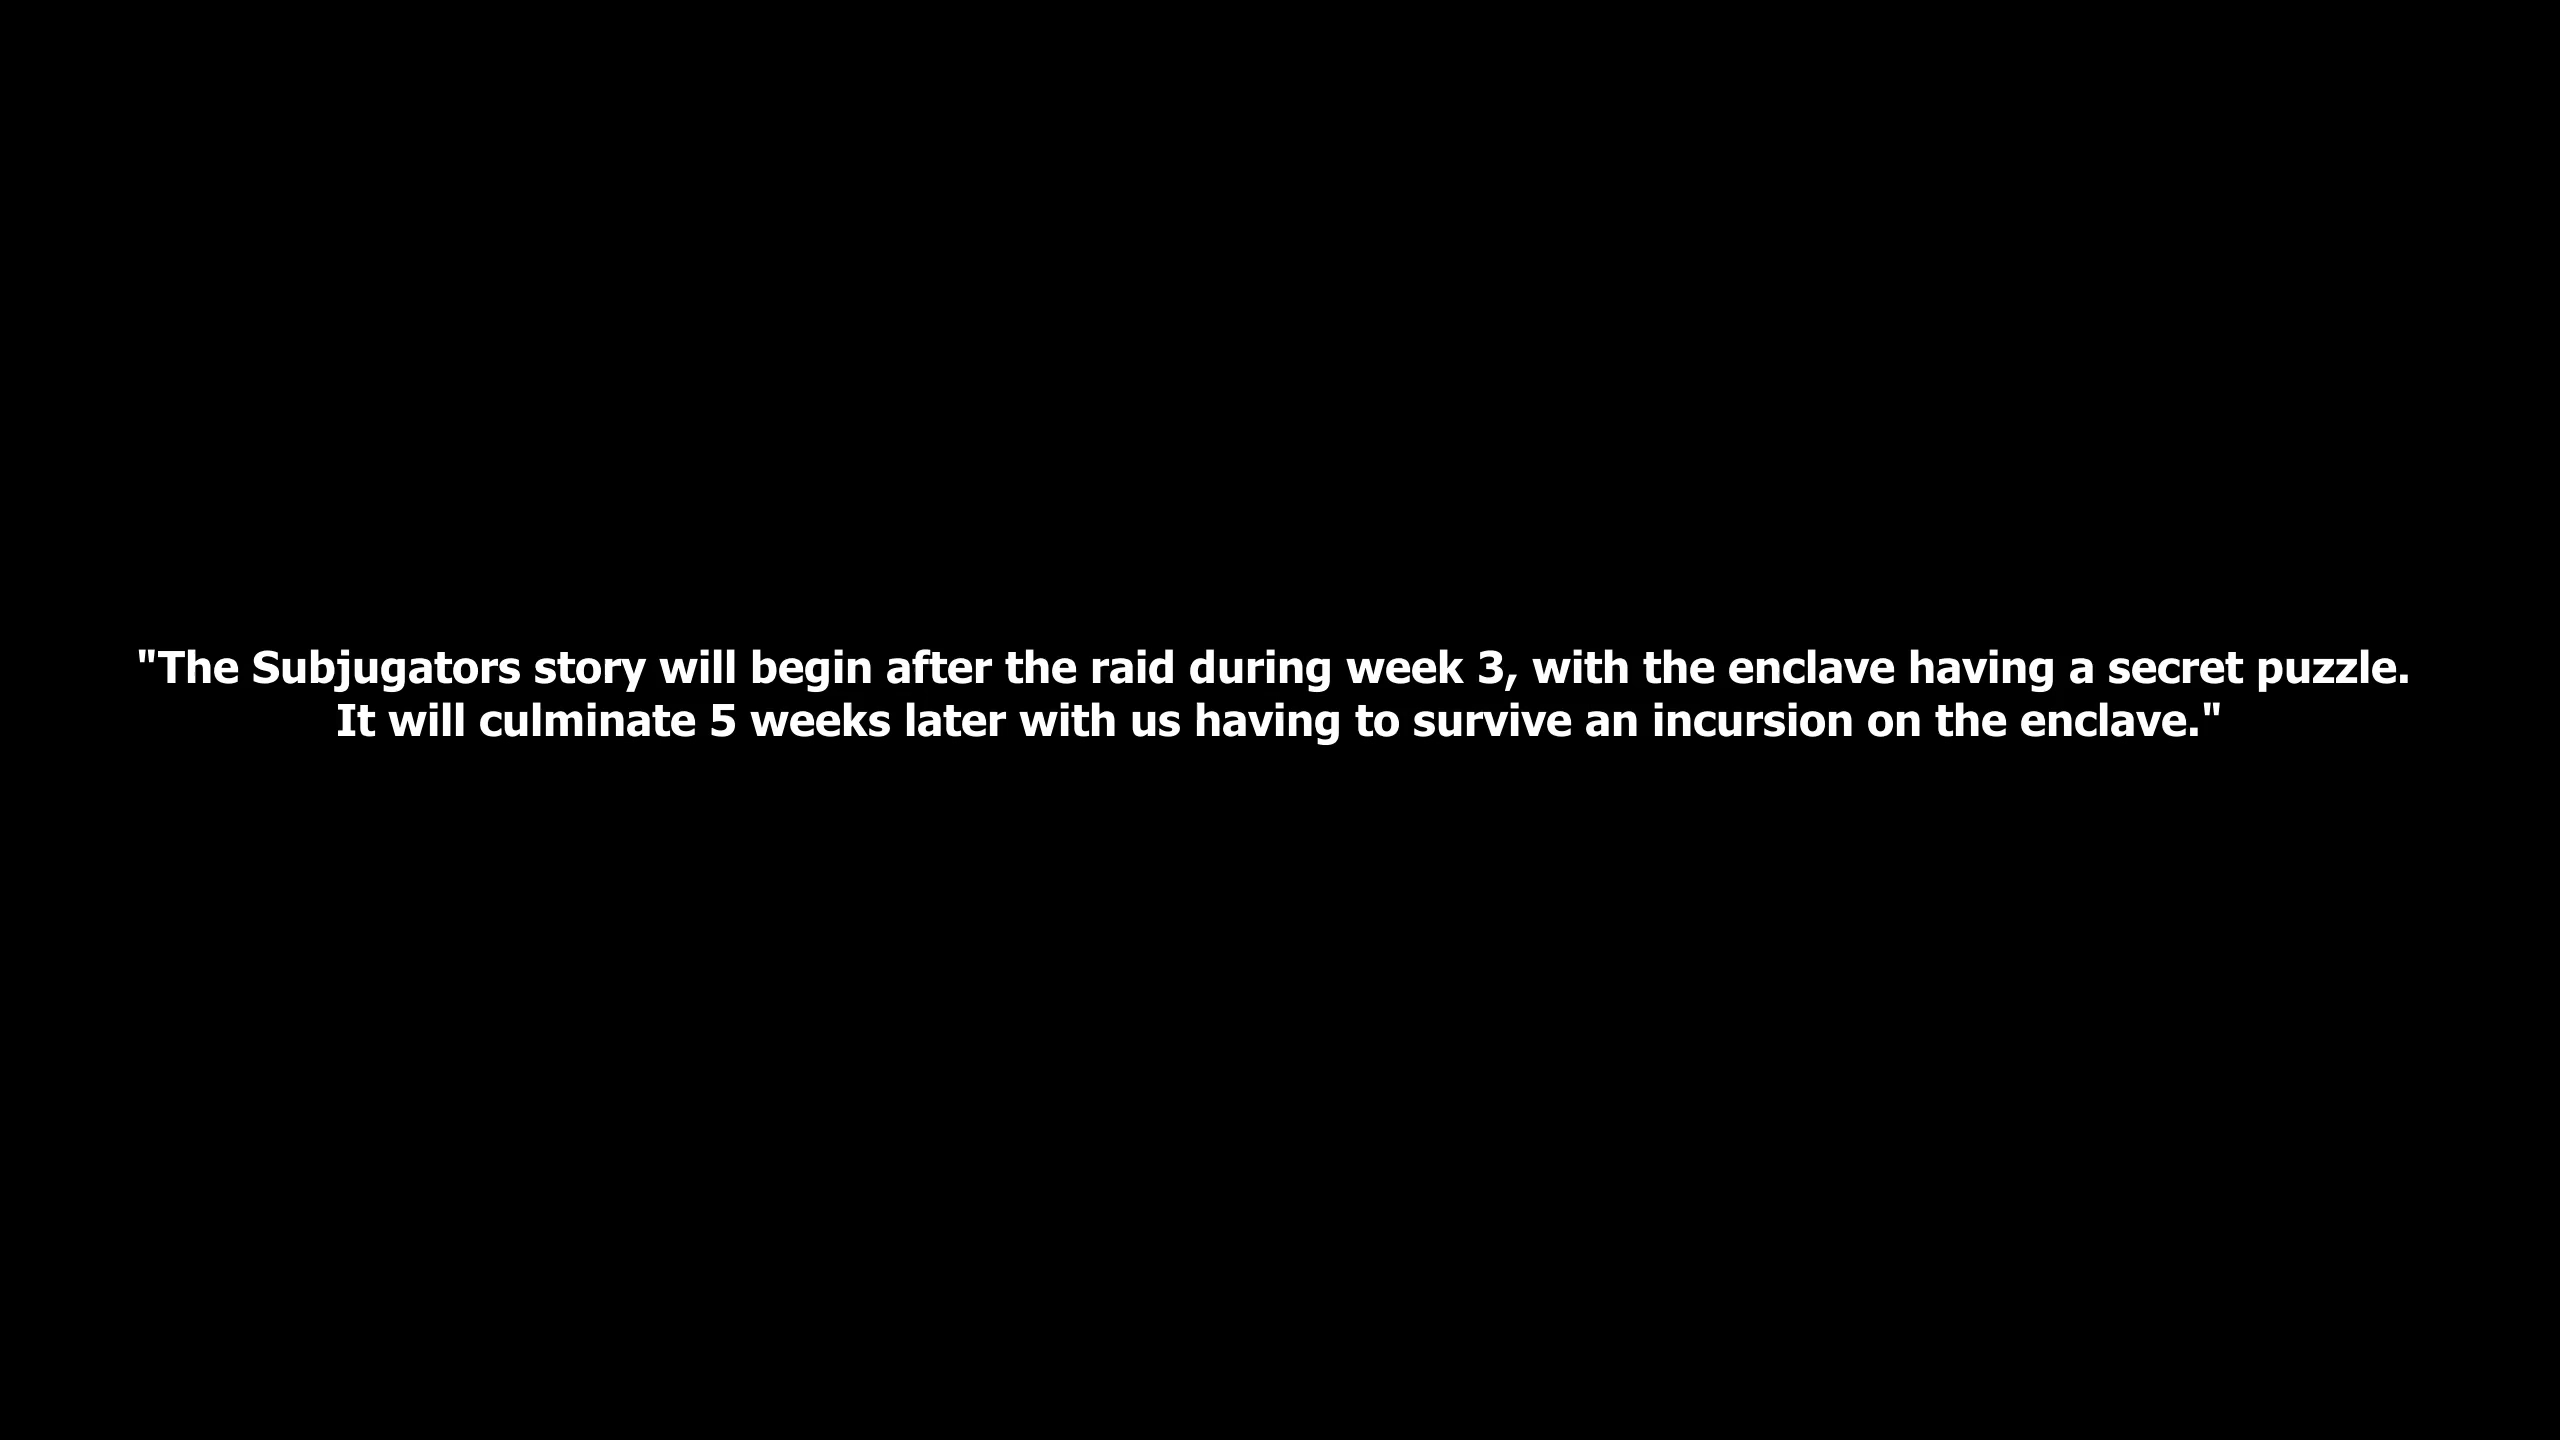 "The Subjugators story will begin after the raid during week 3, with the enclave having a secret puzzle.
It will culminate 5 weeks later with us having to survive an incursion on the enclave."